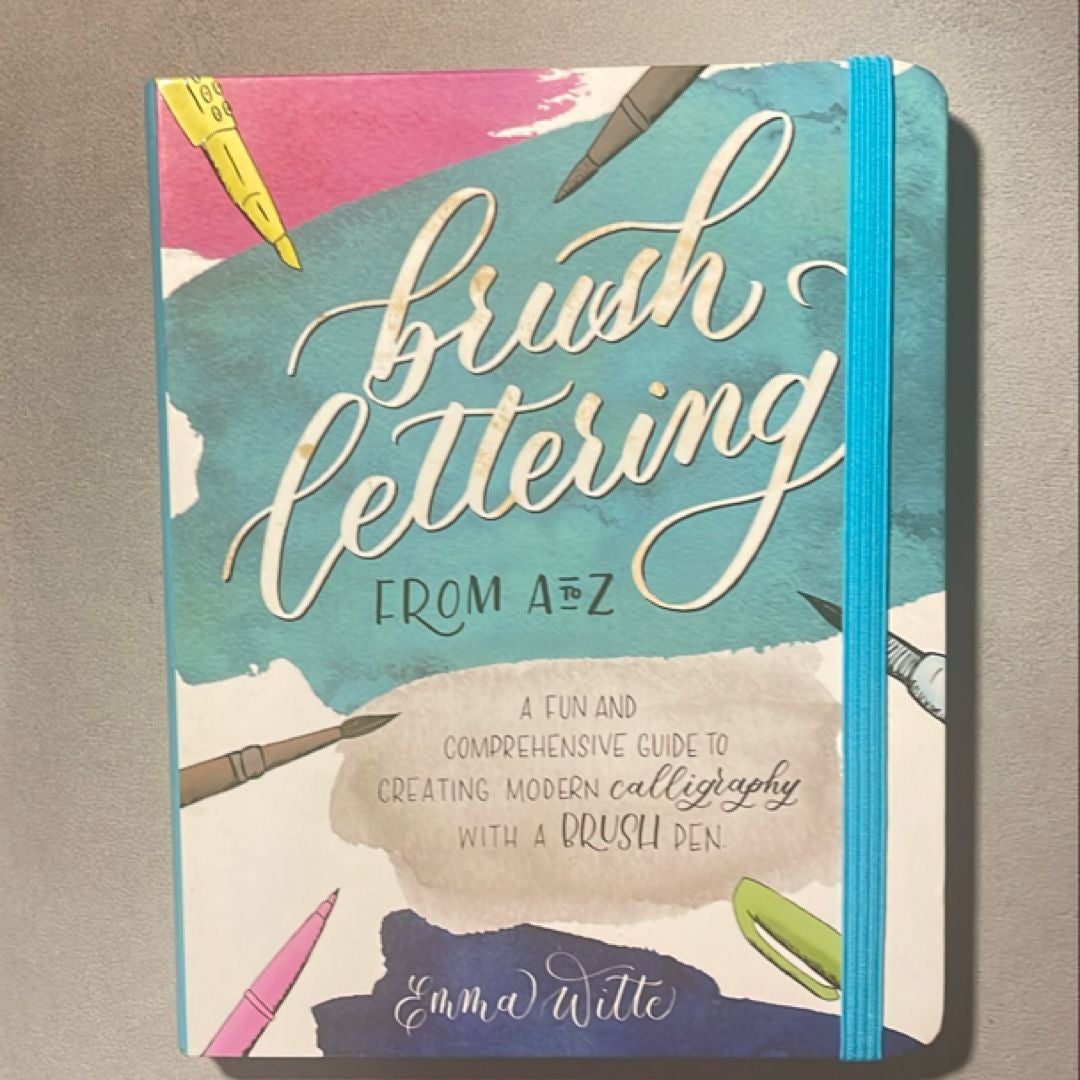 brush
lettering
FROM A TO Z
A FUN AND
COMPREHENSIVE GUIDE TO
CREATING MODERN calligraphy
WITH A BRUSH PEN.
Emma Witte